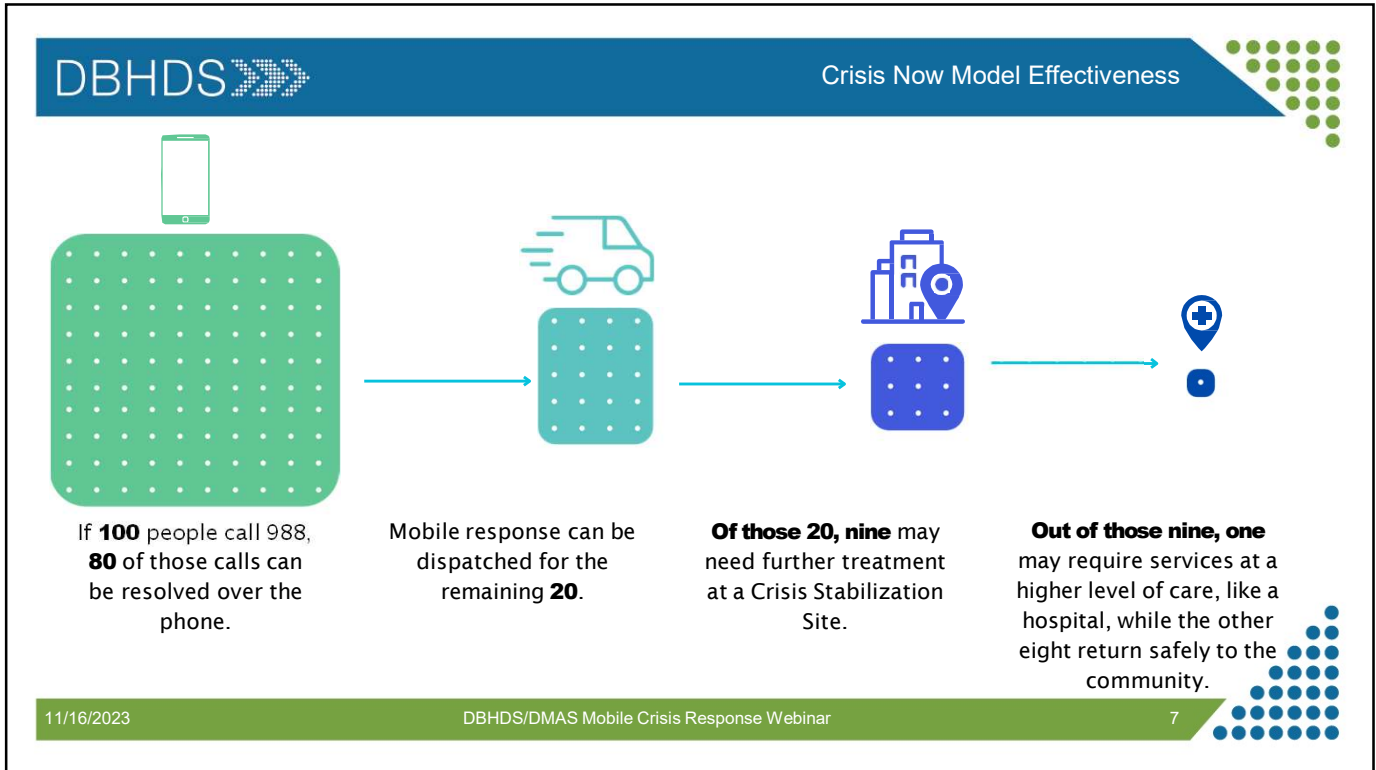 DBHDS
Crisis Now Model Effectiveness
If 100 people call 988,
80 of those calls can
be resolved over the
phone.
Mobile response can be
dispatched for the
remaining 20.
Of those 20, nine may
need further treatment
at a Crisis Stabilization
Site.
Out of those nine, one
may require services at a
higher level of care, like a
hospital, while the other
eight return safely to the
community.
11/16/2023
DBHDS/DMAS Mobile Crisis Response Webinar
7